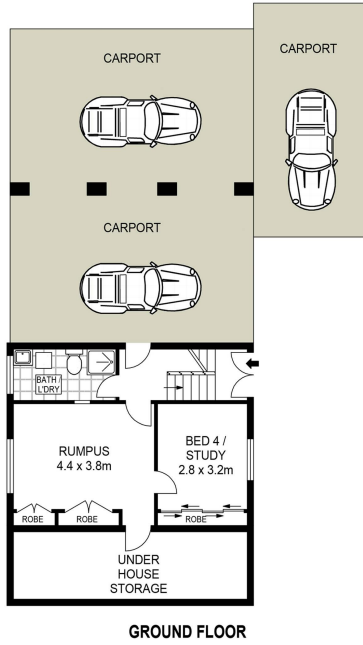 CARPORT
CARPORT
CARPORT
BATH /
L'DRY
RUMPUS
4.4 x 3.8m
BED 4 /
STUDY
2.8 x 3.2m
ROBE
ROBE
ROBE
UNDER
HOUSE
STORAGE
GROUND FLOOR